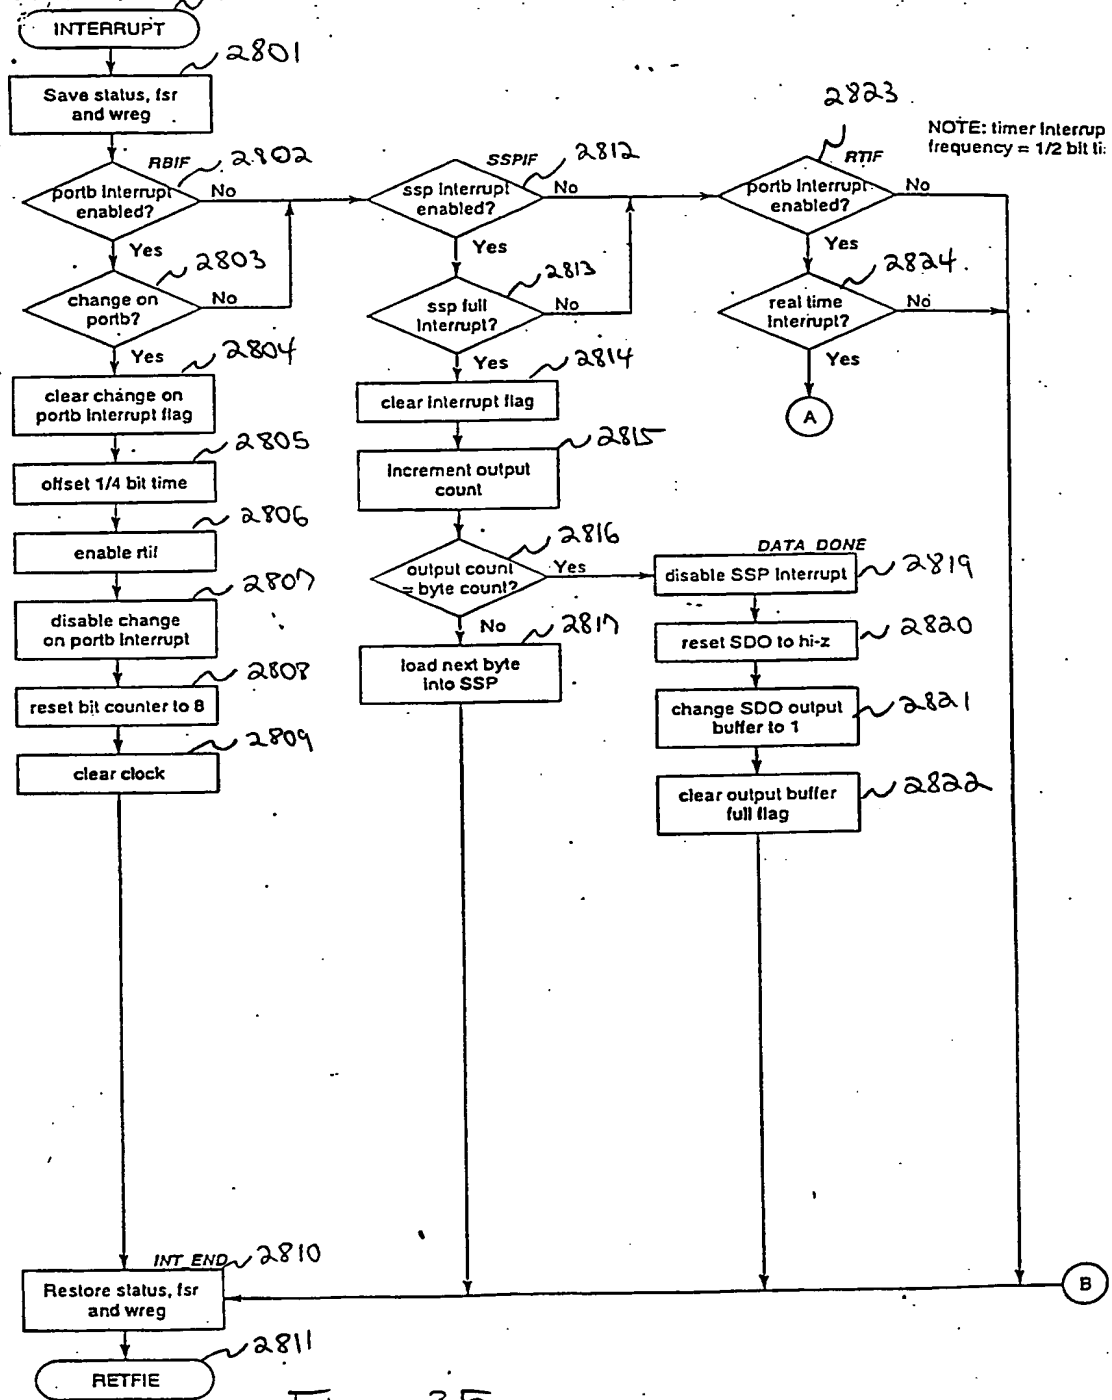 INTERRUPT
2801
Save status, fsr
and wreg
RBIF
2802
portb Interrupt
enabled?
No
Yes
2803
change on
portb?
No
Yes
2804
clear change on
portb Interrupt flag
2805
offset 1/4 bit time
2806
enable rtif
2807
disable change
on portb Interrupt
2808
reset bit counter to 8
2809
clear clock
INT_END
2810
Restore status, fsr
and wreg
2811
RETFIE
SSPIF
2812
ssp Interrupt
enabled?
No
Yes
2813
ssp full
Interrupt?
No
Yes
2814
clear Interrupt flag
2815
Increment output
count
2816
output count
= byte count?
Yes
No
2817
load next byte
into SSP
DATA_DONE
disable SSP Interrupt
2819
reset SDO to hi-z
2820
change SDO output
buffer to 1
2821
clear output buffer
full flag
2822
2823
RTIF
portb Interrupt
enabled?
No
Yes
2824
real time
Interrupt?
No
Yes
A
NOTE: timer Interrup
frequency = 1/2 bit ti
B